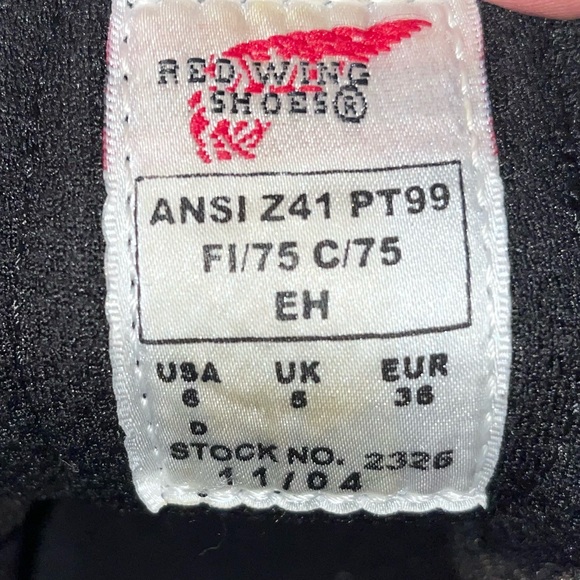 RED WING
SHOES®
ANSI Z41 PT99
FI/75 C/75
EH
USA UK EUR
6 5 36
D
STOCK NO. 2326
11/04